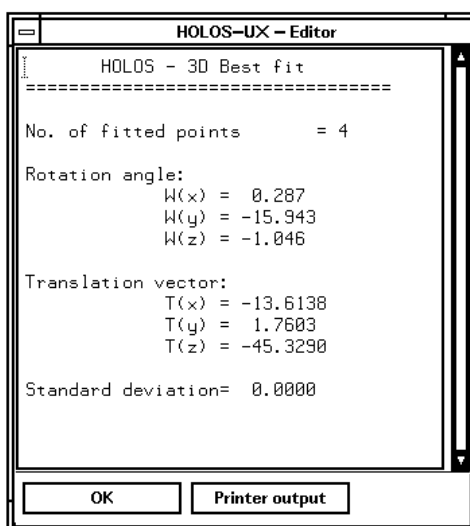 HOLOS-UX – Editor
HOLOS - 3D Best fit
==================================
No. of fitted points = 4
Rotation angle:
W(x) = 0.287
W(y) = -15.943
W(z) = -1.046
Translation vector:
T(x) = -13.6138
T(y) = 1.7603
T(z) = -45.3290
Standard deviation= 0.0000
OK
Printer output